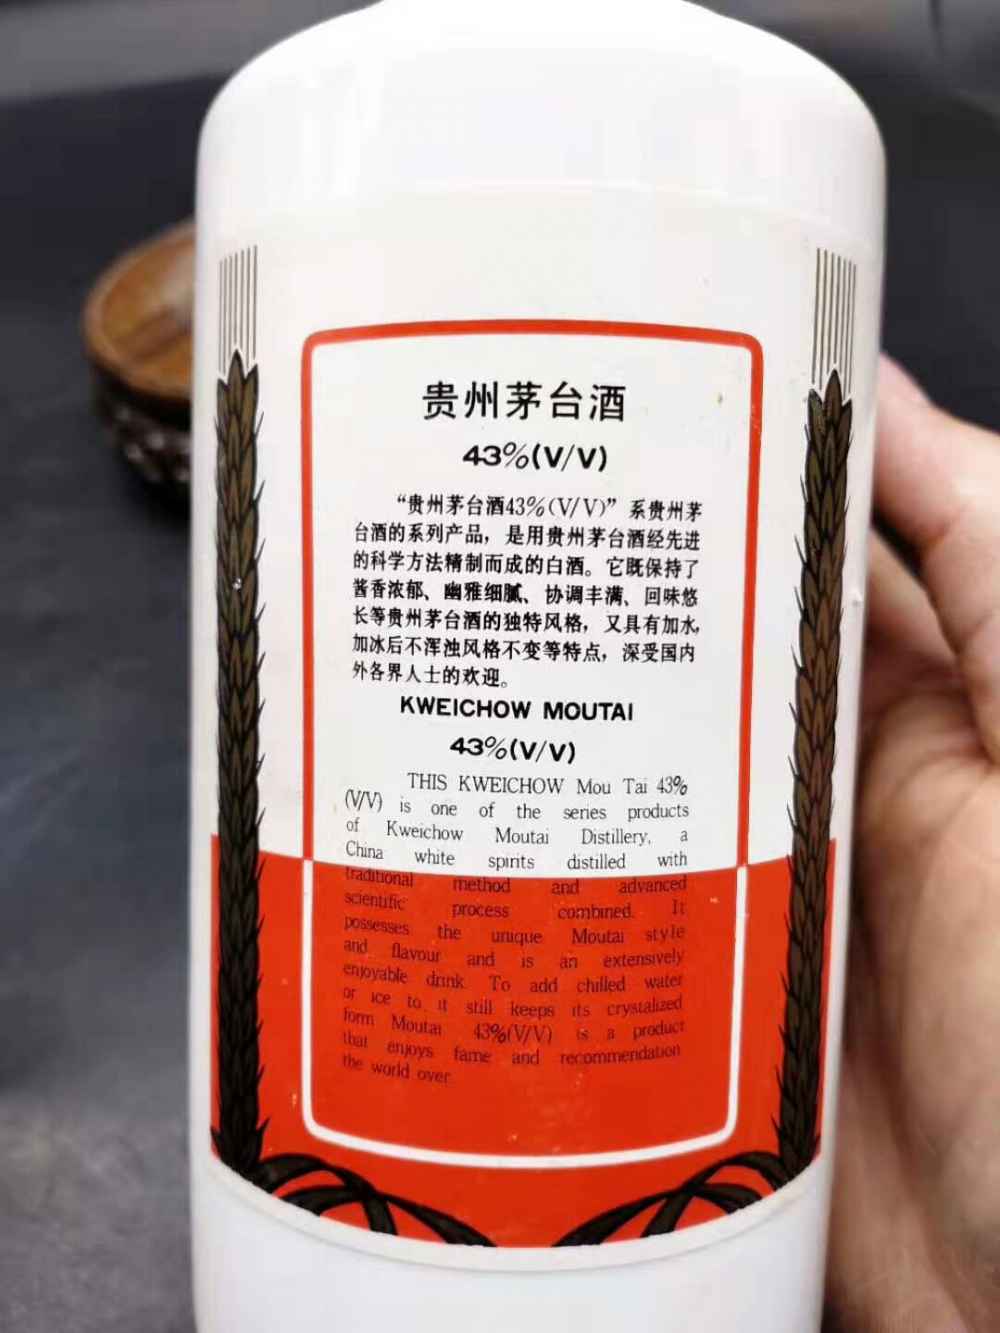 贵州茅台酒
43%(V/V)
“贵州茅台酒43%(V/V)”系贵州茅
台酒的系列产品，是用贵州茅台酒经先进
的科学方法精制而成的白酒。它既保持了
酱香浓郁、幽雅细腻、协调丰满、回味悠
长等贵州茅台酒的独特风格，又具有加水，
加冰后不浑浊风格不变等特点，深受国内
外各界人士的欢迎。
KWEICHOW MOUTAI
43%(V/V)
THIS KWEICHOW Mou Tai 43%
(V/V) is one of the series products
of Kweichow Moutai Distillery, a
China white spirits distilled with
traditional method and advanced
scientific process combined. It
possesses the unique Moutai style
and flavour and is an extensively
enjoyable drink. To add chilled water
or ice to it still keeps its crystalized
form Moutai 43%(V/V) is a product
that enjoys fame and recommendation
the world over.